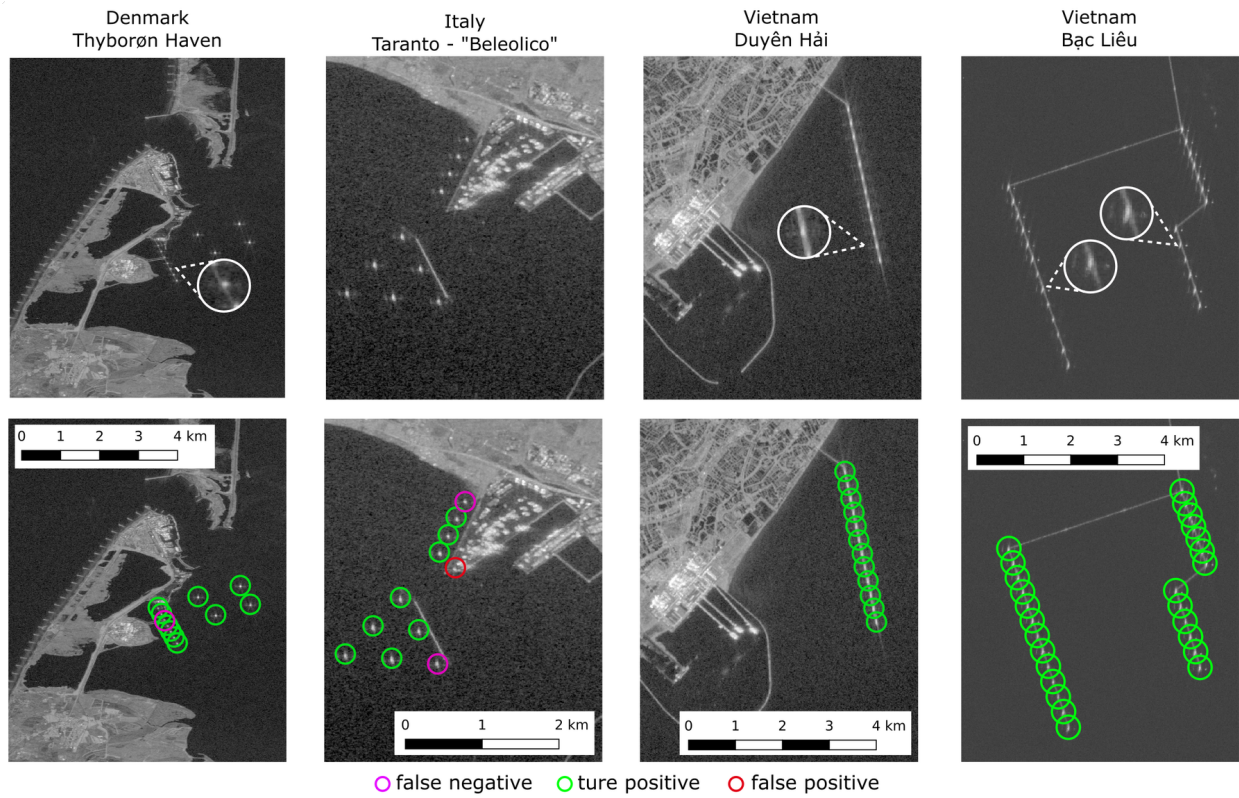 Denmark
Thyborøn Haven
Italy
Taranto - "Beleolico"
Vietnam
Duyên Hải
Vietnam
Bạc Liêu
0 1 2 3 4 km
0 1 2 3 4 km
0 1 2 km
0 1 2 3 4 km
false negative ture positive false positive